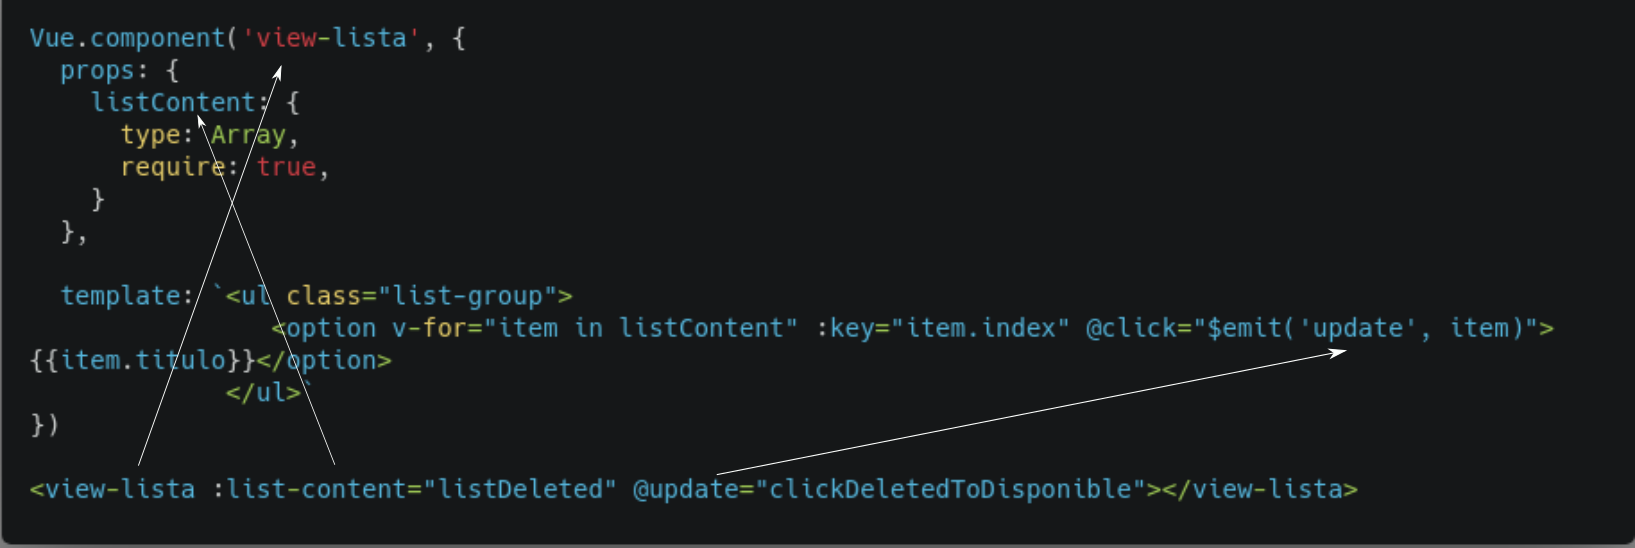 Vue.component('view-lista', {
  props: {
    listContent: {
      type: Array,
      require: true,
    }
  },
  template: `<ul class="list-group">
                <option v-for="item in listContent" :key="item.index" @click="$emit('update', item)">
{{item.titulo}}</option>
             </ul>`
})
<view-lista :list-content="listDeleted" @update="clickDeletedToDisponible"></view-lista>